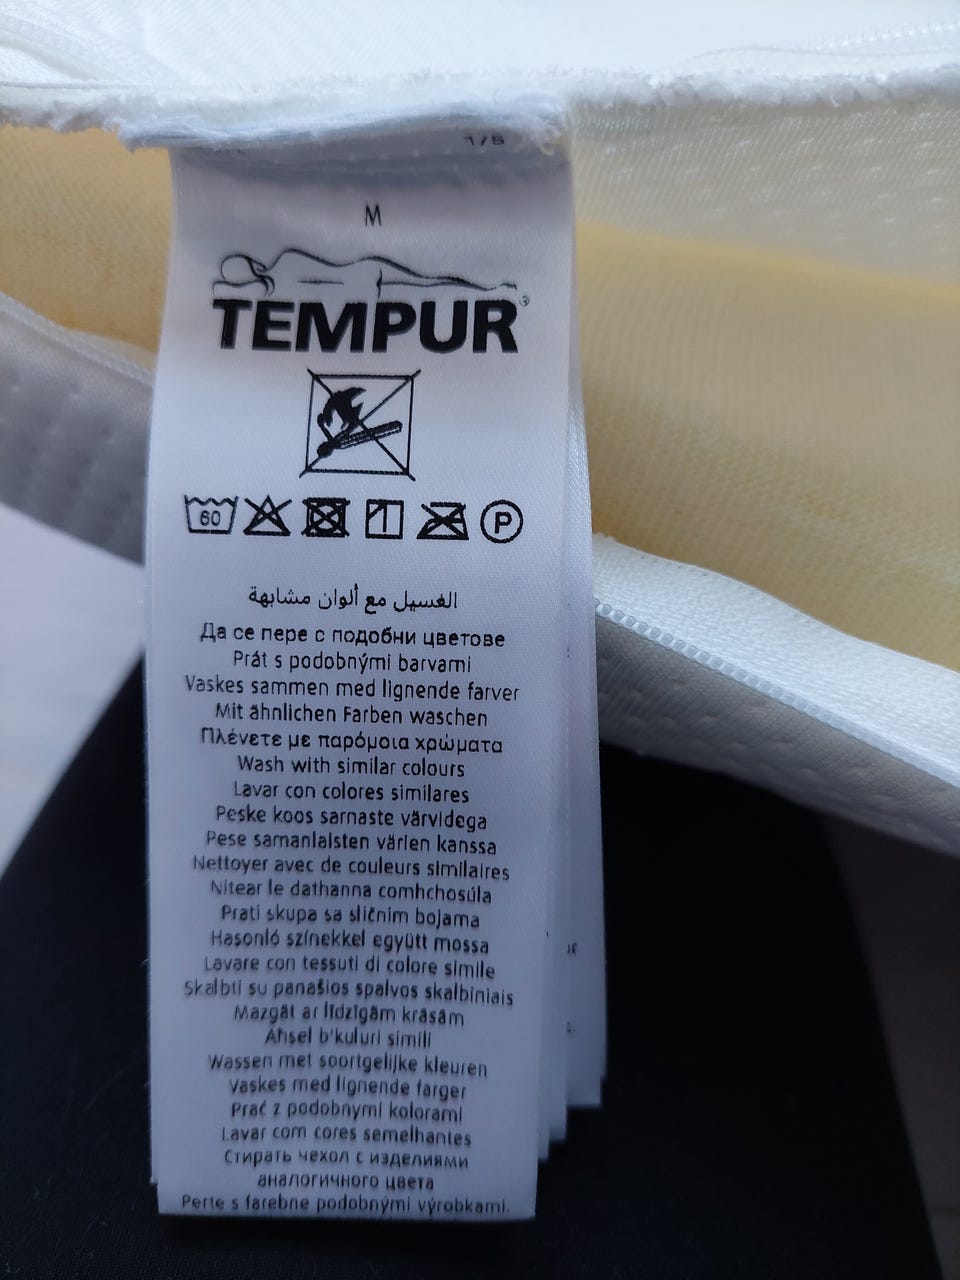 1/5
M
TEMPUR®
60 P
الغسيل مع ألوان مشابهة
Да се пере с подобни цветове
Prát s podobnými barvami
Vaskes sammen med lignende farver
Mit ähnlichen Farben waschen
Πλένετε με παρόμοια χρώματα
Wash with similar colours
Lavar con colores similares
Peske koos sarnaste värvidega
Pese samanlaisten värien kanssa
Nettoyer avec de couleurs similaires
Nitear le dathanna comhchosúla
Prati skupa sa sličnim bojama
Hasonló színekkel együtt mossa
Lavare con tessuti di colore simile
Skalbti su panašios spalvos skalbiniais
Mazgāt ar līdzīgām krāsām
Aħsel b'kuluri simili
Wassen met soortgelijke kleuren
Vaskes med lignende farger
Prać z podobnymi kolorami
Lavar com cores semelhantes
Стирать чехол с изделиями
аналогичного цвета
Perte s farebne podobnými výrobkami.